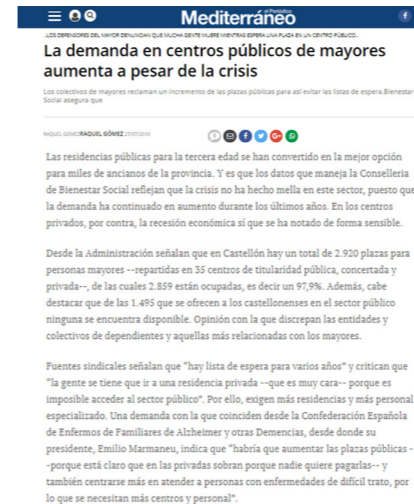 el Periódico
Mediterráneo
..LOS DEFENSORES DEL MAYOR DENUNCIAN QUE MUCHA GENTE MUERE MIENTRAS ESPERA UNA PLAZA EN UN CENTRO PÚBLICO..
La demanda en centros públicos de mayores
aumenta a pesar de la crisis
Los colectivos de mayores reclaman un incremento de las plazas públicas para así evitar las listas de espera.Bienestar
Social asegura que
RAQUEL GÓMEZ RAQUEL GÓMEZ
Las residencias públicas para la tercera edad se han convertido en la mejor opción
para miles de ancianos de la provincia. Y es que los datos que maneja la Conselleria
de Bienestar Social reflejan que la crisis no ha hecho mella en este sector, puesto que
la demanda ha continuado en aumento durante los últimos años. En los centros
privados, por contra, la recesión económica sí que se ha notado de forma sensible.
Desde la Administración señalan que en Castellón hay un total de 2.920 plazas para
personas mayores --repartidas en 35 centros de titularidad pública, concertada y
privada--, de las cuales 2.859 están ocupadas, es decir un 97,9%. Además, cabe
destacar que de las 1.495 que se ofrecen a los castellonenses en el sector público
ninguna se encuentra disponible. Opinión con la que discrepan las entidades y
colectivos de dependientes y aquellas más relacionadas con los mayores.
Fuentes sindicales señalan que "hay lista de espera para varios años" y critican que
"la gente se tiene que ir a una residencia privada --que es muy cara-- porque es
imposible acceder al sector público". Por ello, exigen más residencias y más personal
especializado. Una demanda con la que coinciden desde la Confederación Española
de Enfermos de Familiares de Alzheimer y otras Demencias, desde donde su
presidente, Emilio Marmaneu, indica que "habría que aumentar las plazas públicas -
-porque está claro que en las privadas sobran porque nadie quiere pagarlas-- y
también centrarse más en atender a personas con enfermedades de difícil trato, por
lo que se necesitan más centros y personal".